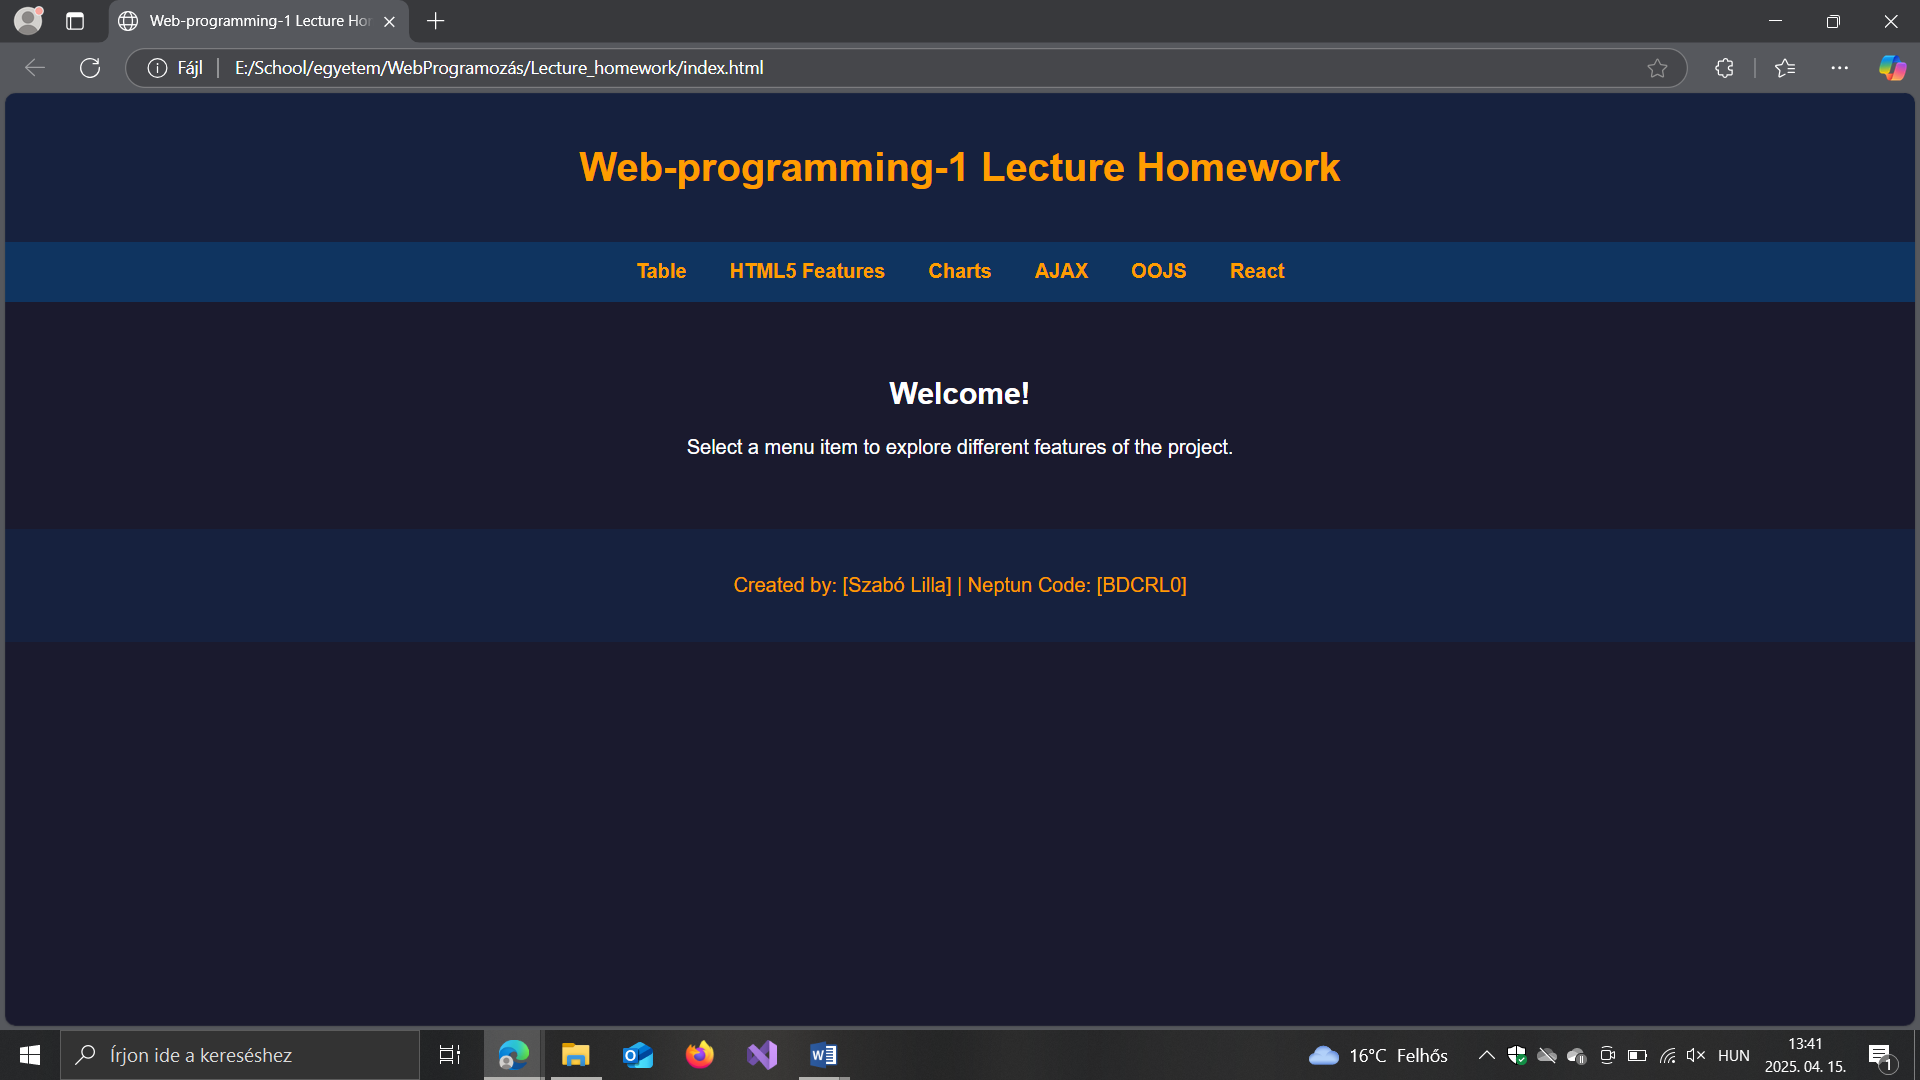 Web-programming-1 Lecture Hor
Fájl
E:/School/egyetem/WebProgramozás/Lecture_homework/index.html
Web-programming-1 Lecture Homework
Table HTML5 Features Charts AJAX OOJS React
Welcome!
Select a menu item to explore different features of the project.
Created by: [Szabó Lilla] | Neptun Code: [BDCRL0]
Írjon ide a kereséshez
16°C Felhős
HUN
13:41
2025. 04. 15.
1